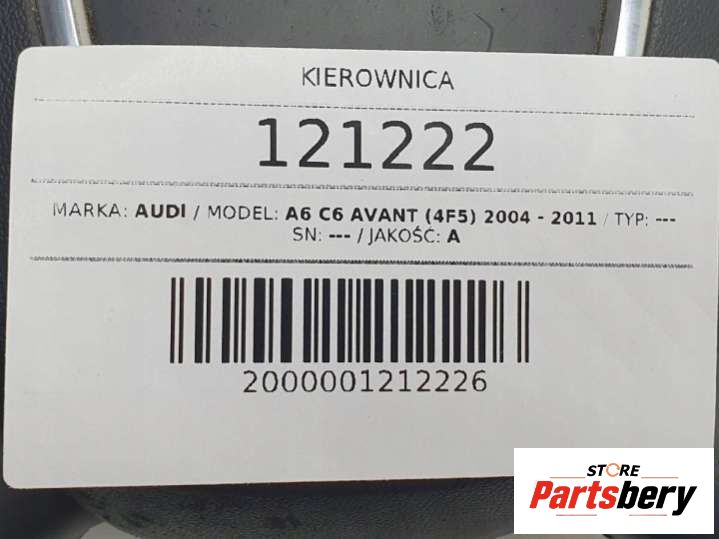 KIEROWNICA
121222
MARKA: AUDI / MODEL: A6 C6 AVANT (4F5) 2004 - 2011 / TYP: ---
SN: --- / JAKOŚĆ: A
2000001212226
STORE
Partsbery